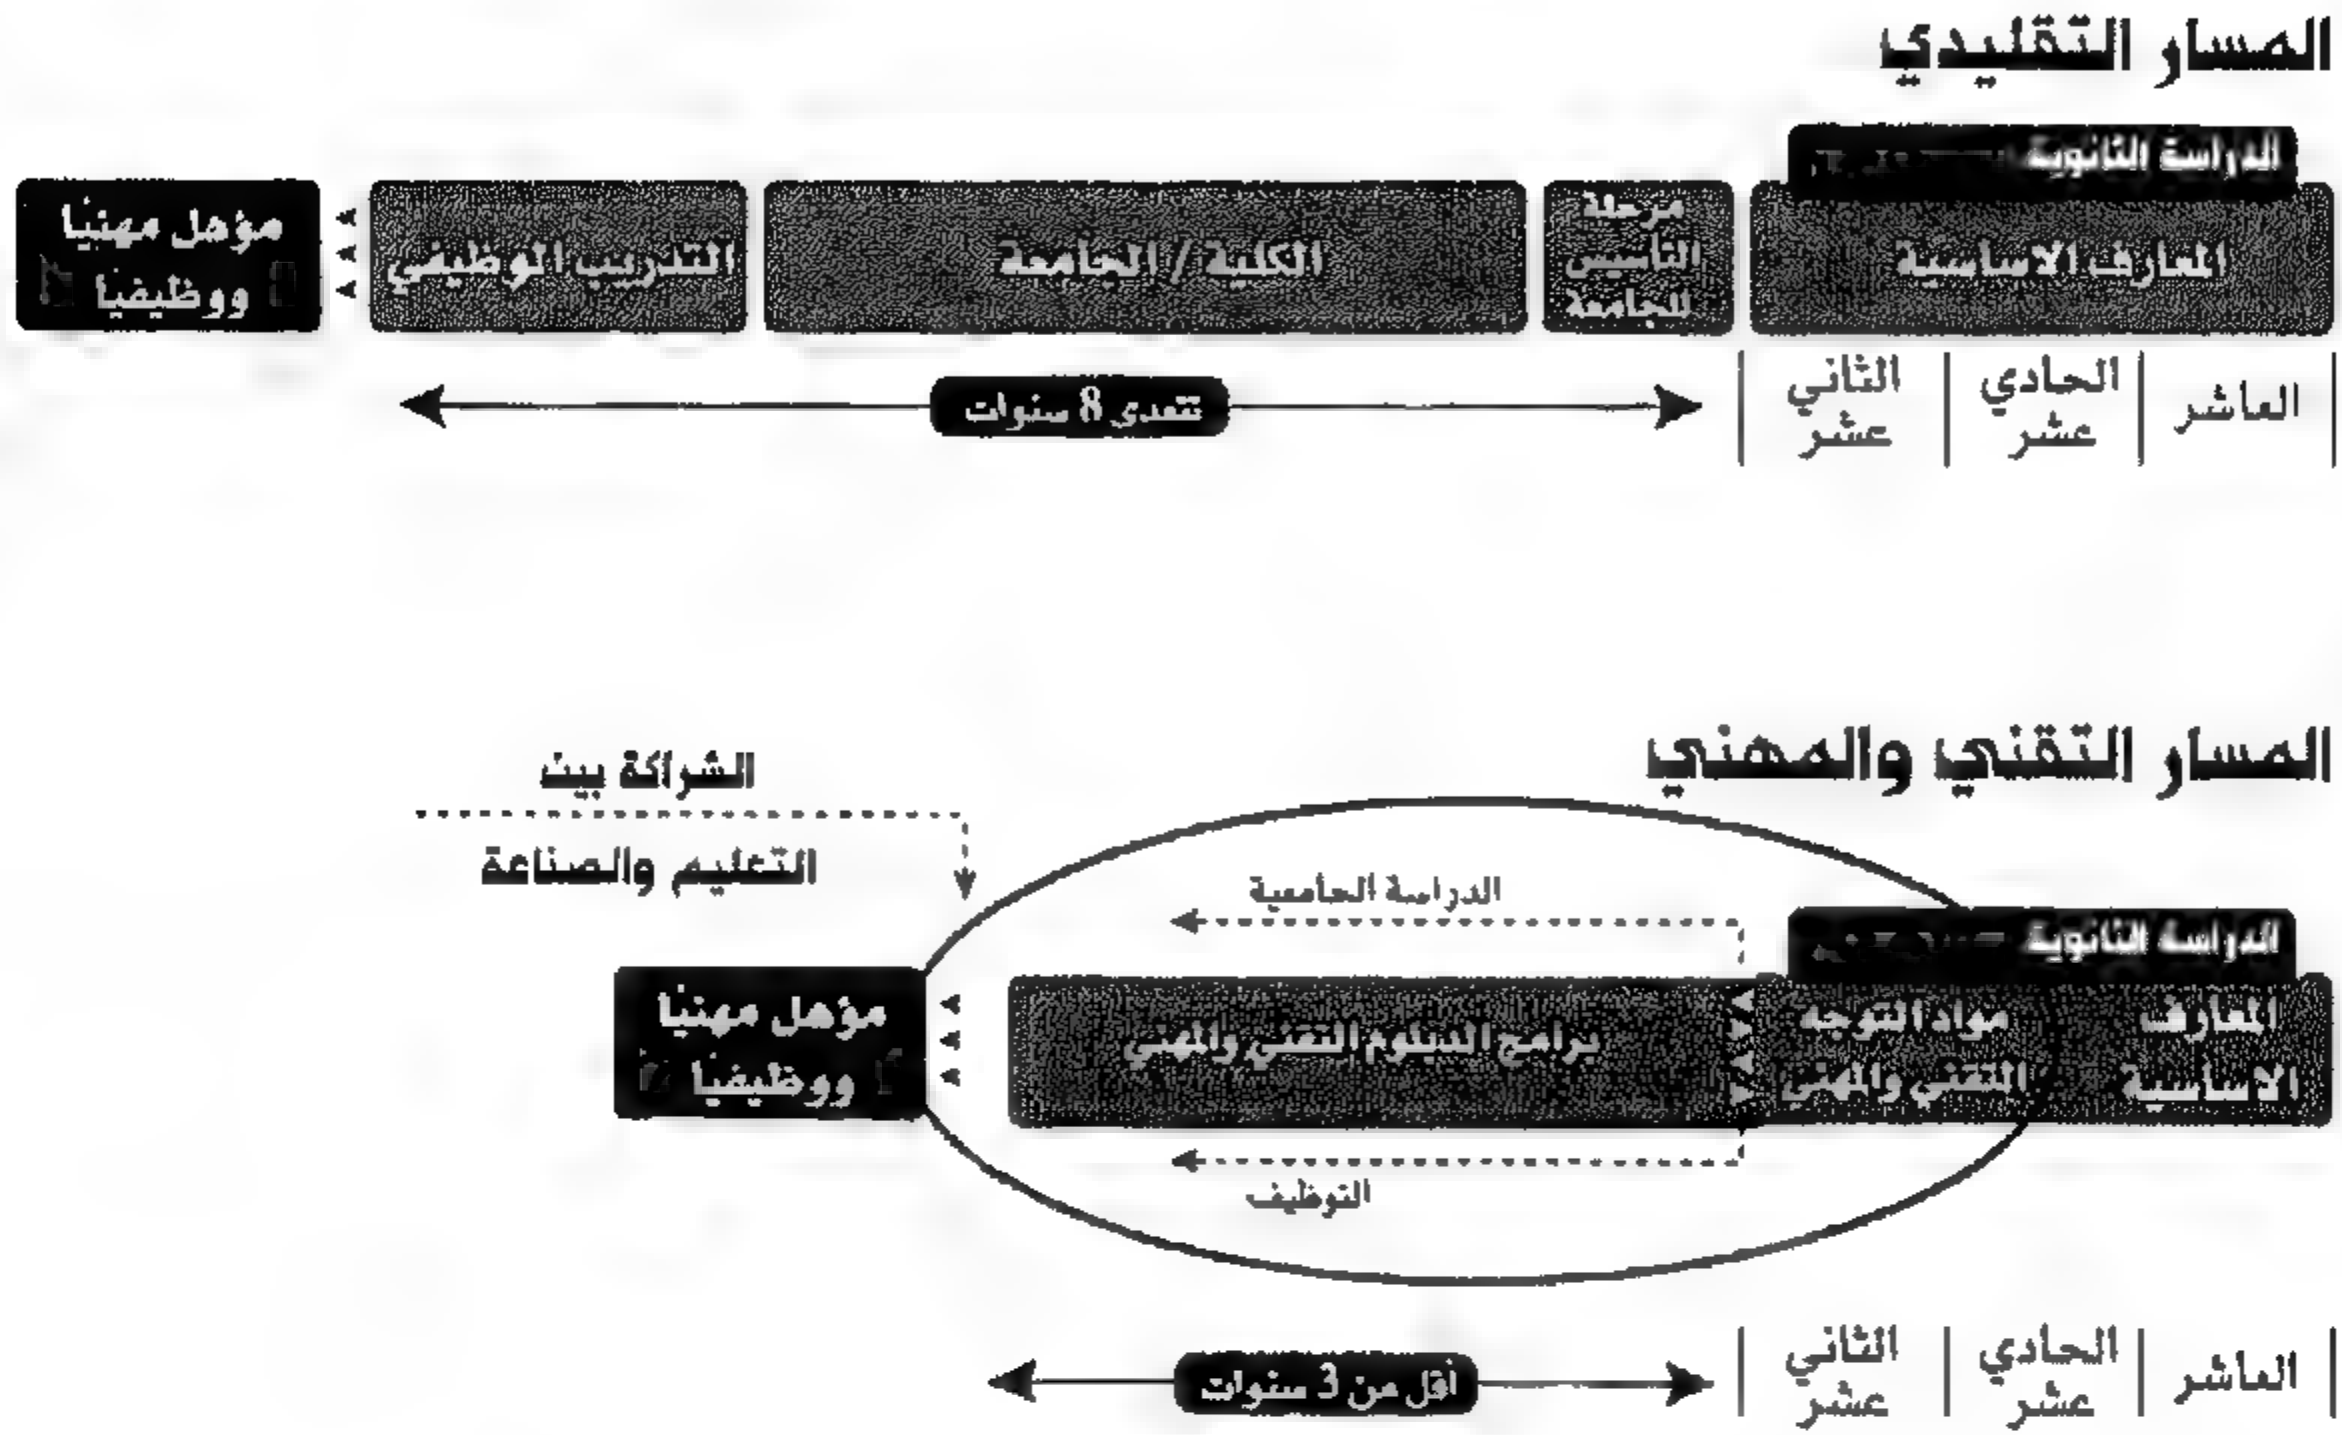 المسار التقليدي
الدراسة الثانوية
المعارف الاساسية
مرحلة
التأسيس
للجامعة
الكلية / الجامعة
التدريب الوظيفي
مؤهل مهنيا
ووظيفيا
العاشر
الحادي
عشر
الثاني
عشر
تتعدى 8 سنوات
المسار التقني والمهني
الشراكة بين
التعليم والصناعة
الدراسة الجامعية
الدراسة الثانوية
المعارف
الاساسية
مواد التوجه
التقني والمهني
برامج الدبلوم التقني والمهني
مؤهل مهنيا
ووظيفيا
التوظيف
العاشر
الحادي
عشر
الثاني
عشر
أقل من 3 سنوات